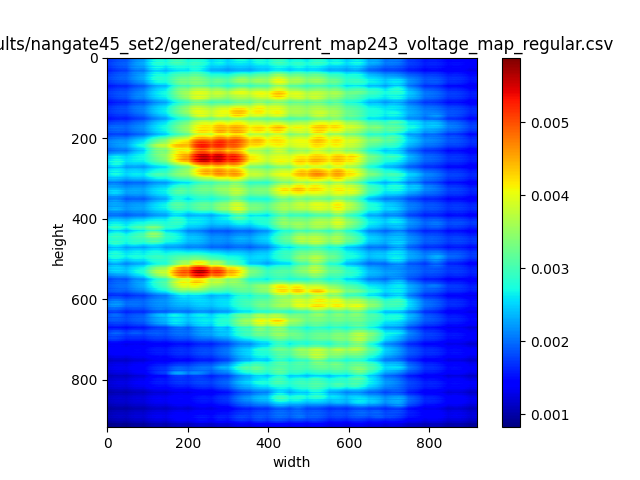 ults/nangate45_set2/generated/current_map243_voltage_map_regular.csv
0
200
400
600
800
height
0 200 400 600 800
width
0.005
0.004
0.003
0.002
0.001